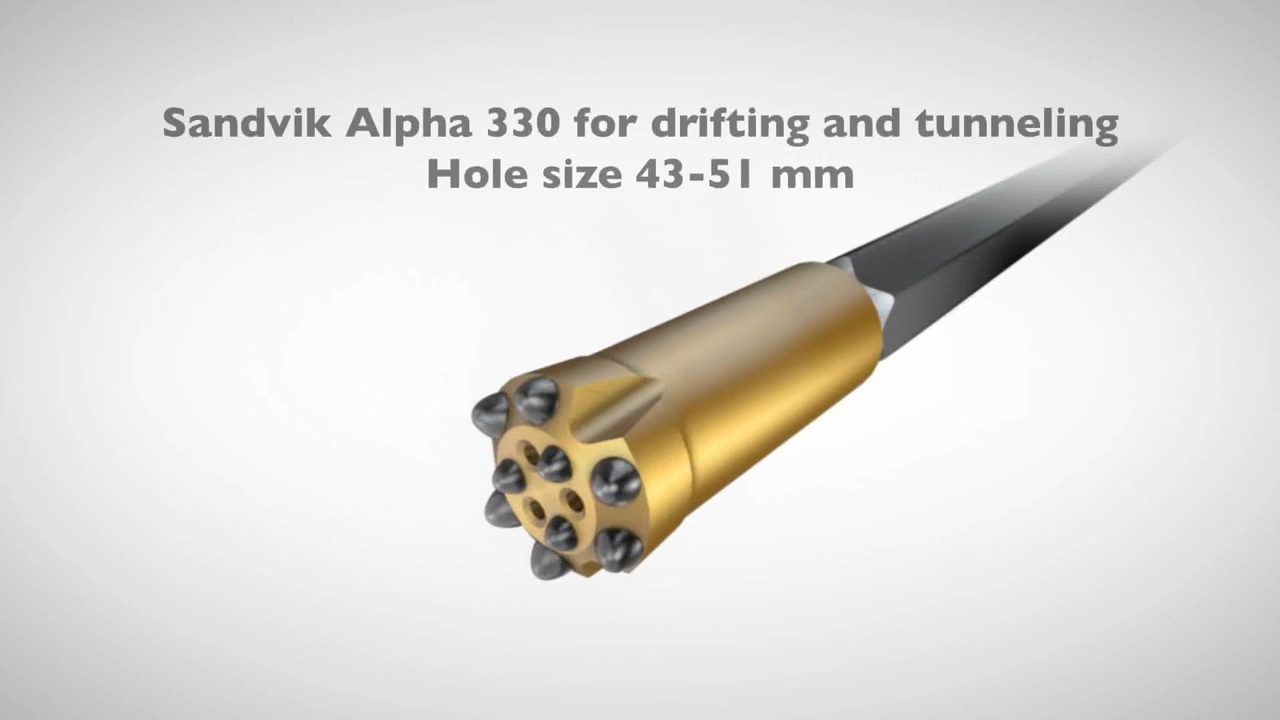 Sandvik Alpha 330 for drifting and tunneling
Hole size 43-51 mm